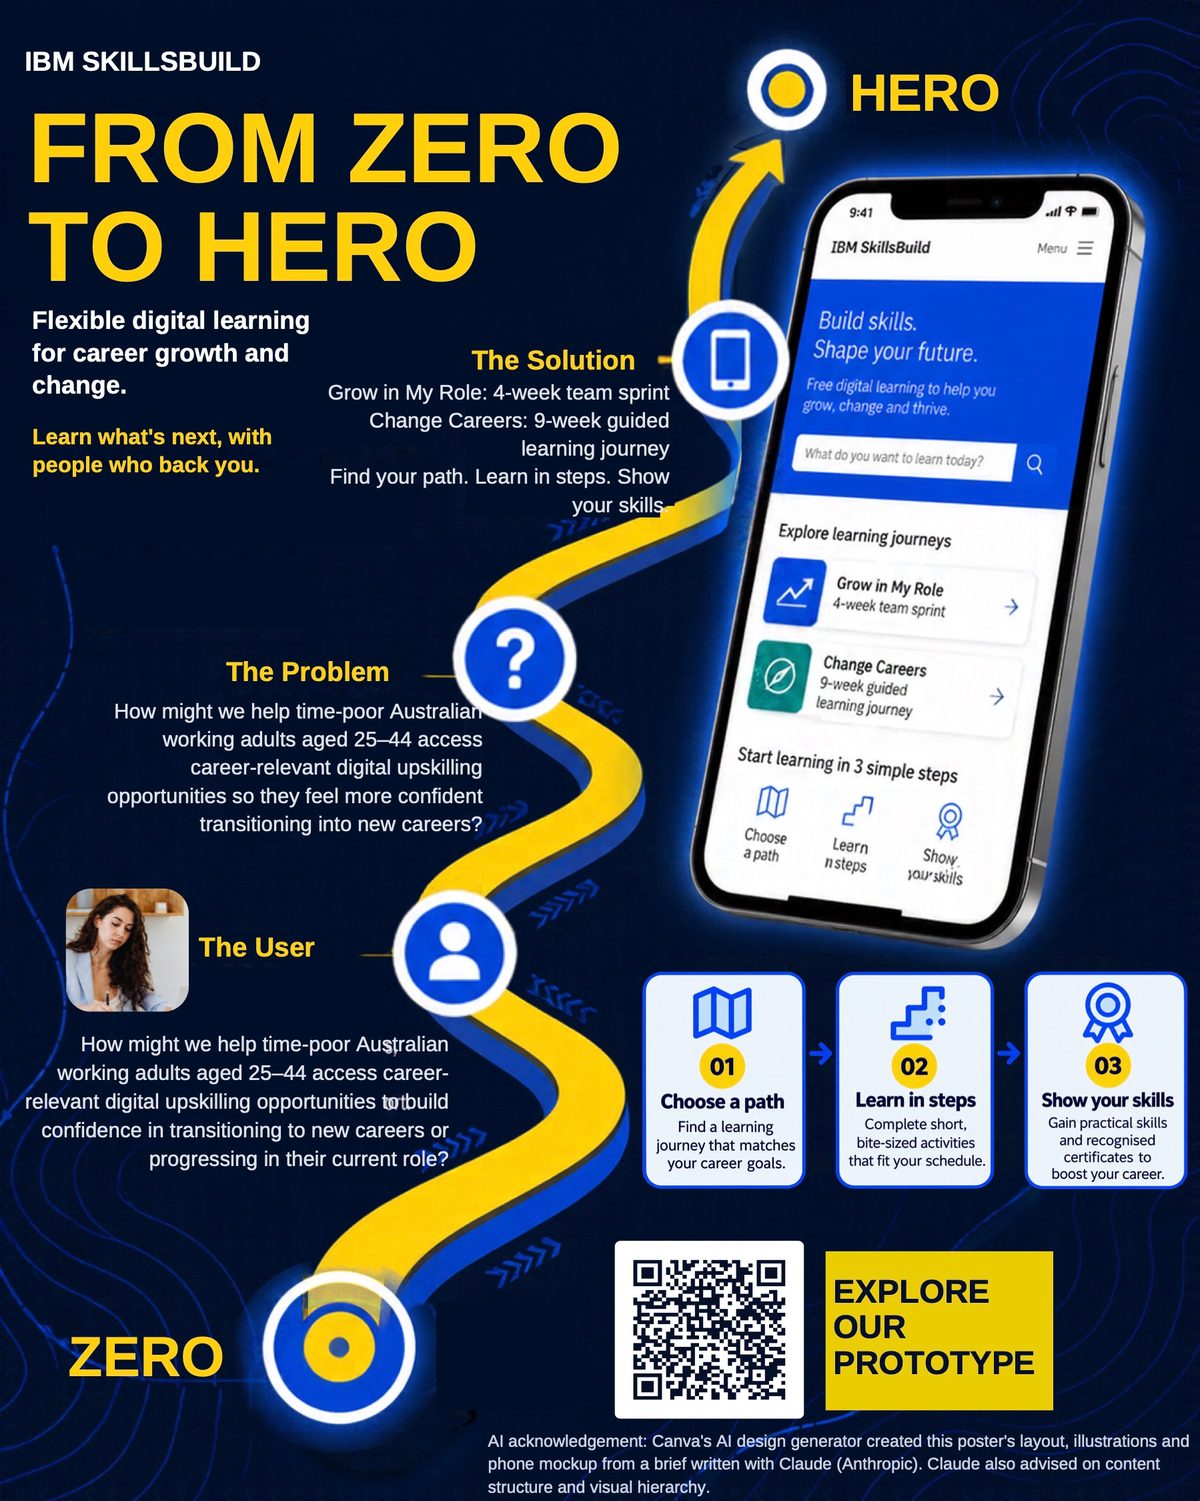 IBM SKILLSBUILD
FROM ZERO
TO HERO
Flexible digital learning
for career growth and
change.
Learn what's next, with
people who back you.
HERO
The Solution
Grow in My Role: 4-week team sprint
Change Careers: 9-week guided
learning journey
Find your path. Learn in steps. Show
your skills.
9:41
IBM SkillsBuild
Menu
Build skills.
Shape your future.
Free digital learning to help you
grow, change and thrive.
What do you want to learn today?
Explore learning journeys
Grow in My Role
4-week team sprint
Change Careers
9-week guided
learning journey
Start learning in 3 simple steps
Choose
a path
Learn
n steps
Show
your skills
The Problem
How might we help time-poor Australian
working adults aged 25–44 access
career-relevant digital upskilling
opportunities so they feel more confident
transitioning into new careers?
The User
How might we help time-poor Australian
working adults aged 25–44 access career-
relevant digital upskilling opportunities to build
confidence in transitioning to new careers or
progressing in their current role?
01
Choose a path
Find a learning
journey that matches
your career goals.
02
Learn in steps
Complete short,
bite-sized activities
that fit your schedule.
03
Show your skills
Gain practical skills
and recognised
certificates to
boost your career.
ZERO
EXPLORE
OUR
PROTOTYPE
AI acknowledgement: Canva's AI design generator created this poster's layout, illustrations and
phone mockup from a brief written with Claude (Anthropic). Claude also advised on content
structure and visual hierarchy.